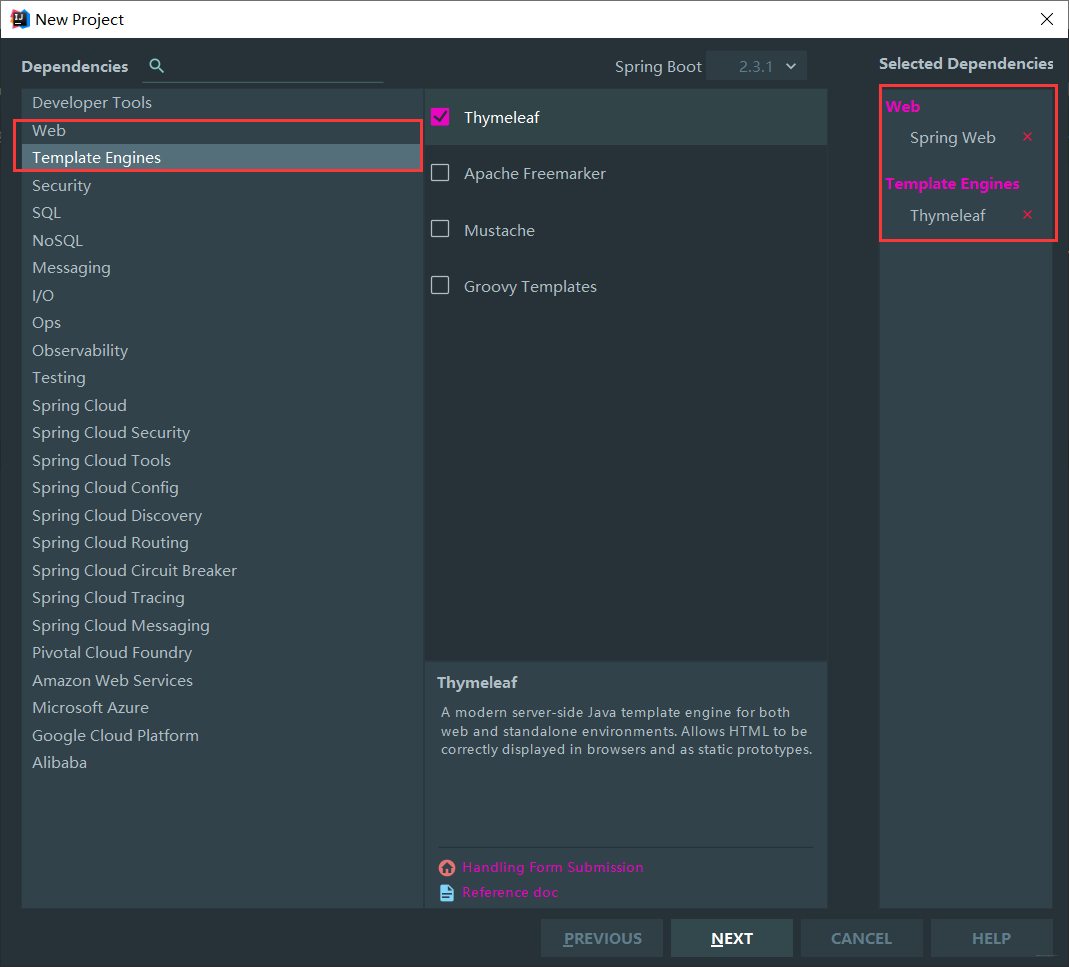 New Project
Dependencies
Spring Boot 2.3.1
Selected Dependencies
Developer Tools
Web
Template Engines
Security
SQL
NoSQL
Messaging
I/O
Ops
Observability
Testing
Spring Cloud
Spring Cloud Security
Spring Cloud Tools
Spring Cloud Config
Spring Cloud Discovery
Spring Cloud Routing
Spring Cloud Circuit Breaker
Spring Cloud Tracing
Spring Cloud Messaging
Pivotal Cloud Foundry
Amazon Web Services
Microsoft Azure
Google Cloud Platform
Alibaba
Thymeleaf
Apache Freemarker
Mustache
Groovy Templates
Thymeleaf
A modern server-side Java template engine for both
web and standalone environments. Allows HTML to be
correctly displayed in browsers and as static prototypes.
Handling Form Submission
Reference doc
Web
Spring Web
Template Engines
Thymeleaf
PREVIOUS
NEXT
CANCEL
HELP